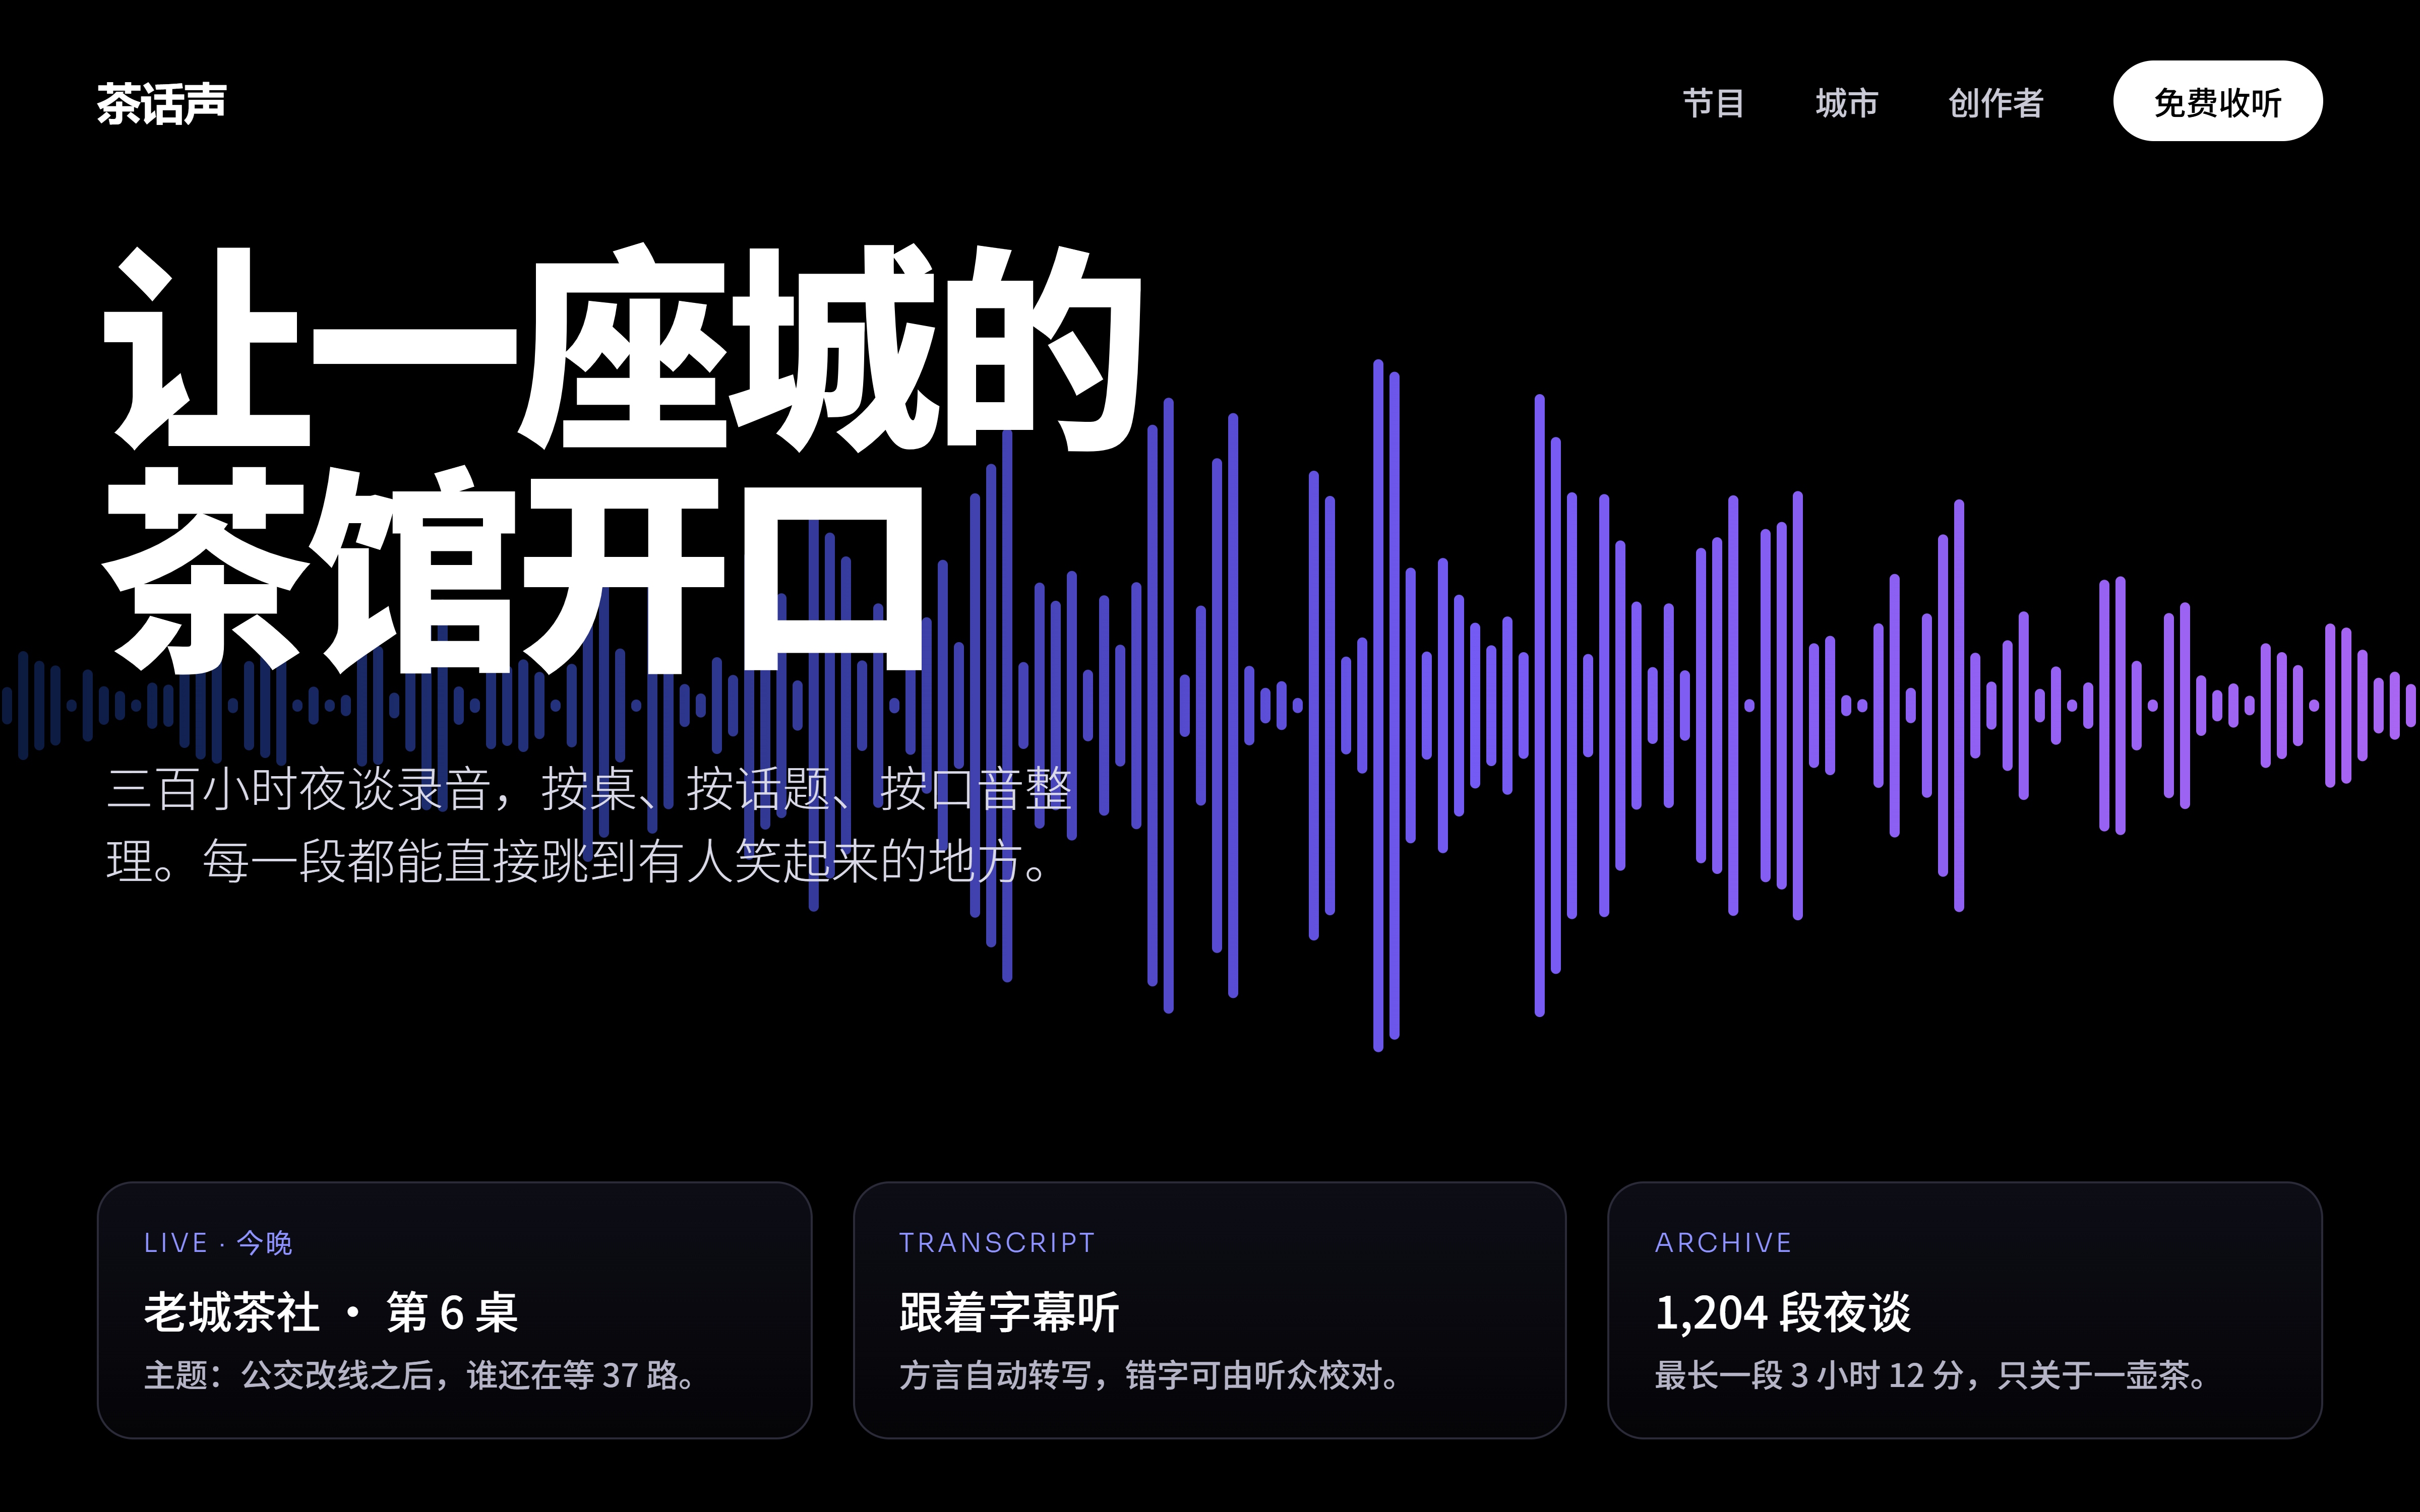 茶话声
节目
城市
创作者
免费收听
让一座城的
茶馆开口
三百小时夜谈录音，按桌、按话题、按口音整
理。每一段都能直接跳到有人笑起来的地方。
LIVE · 今晚
老城茶社 · 第 6 桌
主题：公交改线之后，谁还在等 37 路。
TRANSCRIPT
跟着字幕听
方言自动转写，错字可由听众校对。
ARCHIVE
1,204 段夜谈
最长一段 3 小时 12 分，只关于一壶茶。